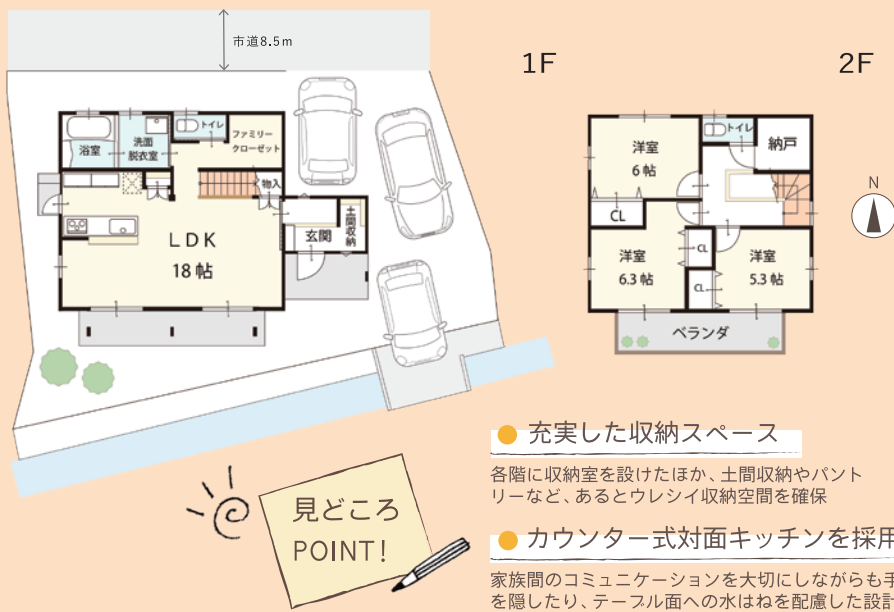 市道8.5m
1F
2F
浴室
洗面
脱衣室
トイレ
ファミリー
クローゼット
物入
LDK
18帖
玄関
土間収納
洋室
6帖
トイレ
納戸
CL
洋室
6.3帖
CL
CL
洋室
5.3帖
ベランダ
N
見どころ
POINT!
充実した収納スペース
各階に収納室を設けたほか、土間収納やパント
リーなど、あるとウレシイ収納空間を確保
カウンター式対面キッチンを採用
家族間のコミュニケーションを大切にしながらも手
を隠したり、テーブル面への水はねを配慮した設計